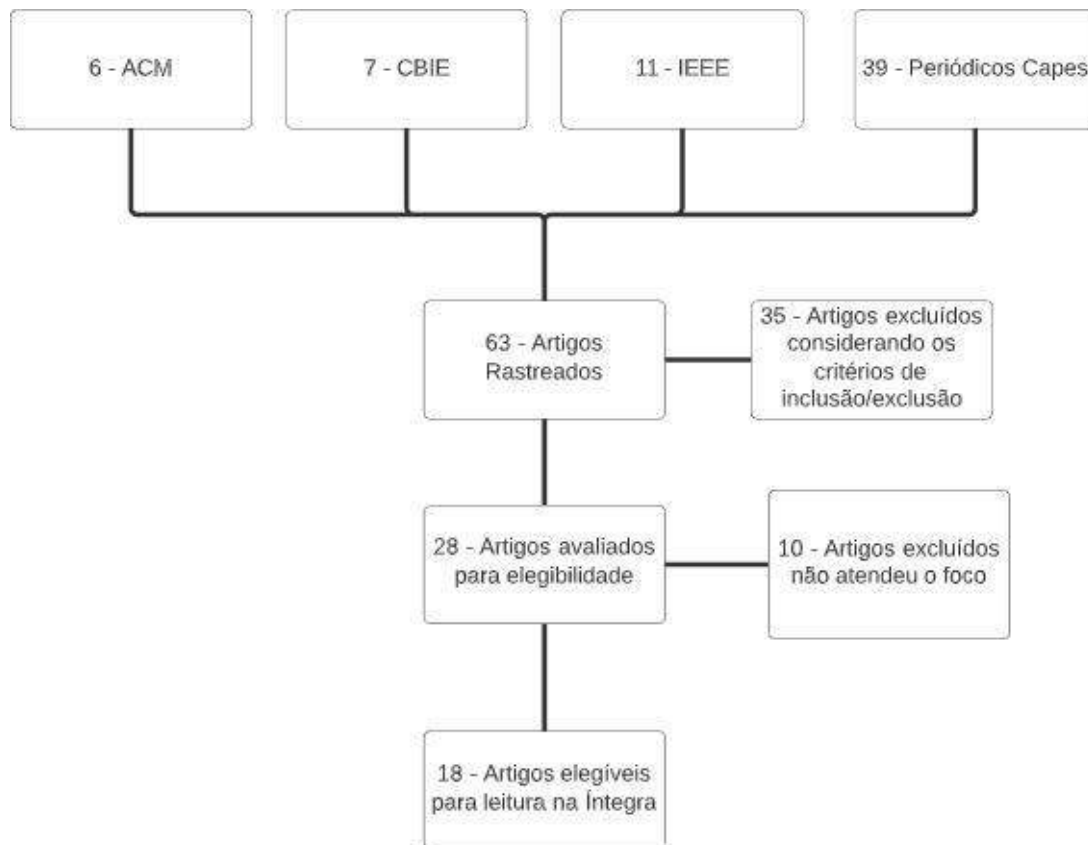 6 - ACM
7 - CBIE
11 - IEEE
39 - Periódicos Capes
63 - Artigos
Rastreados
35 - Artigos excluídos
considerando os
critérios de
inclusão/exclusão
28 - Artigos avaliados
para elegibilidade
10 - Artigos excluídos
não atendeu o foco
18 - Artigos elegíveis
para leitura na Íntegra